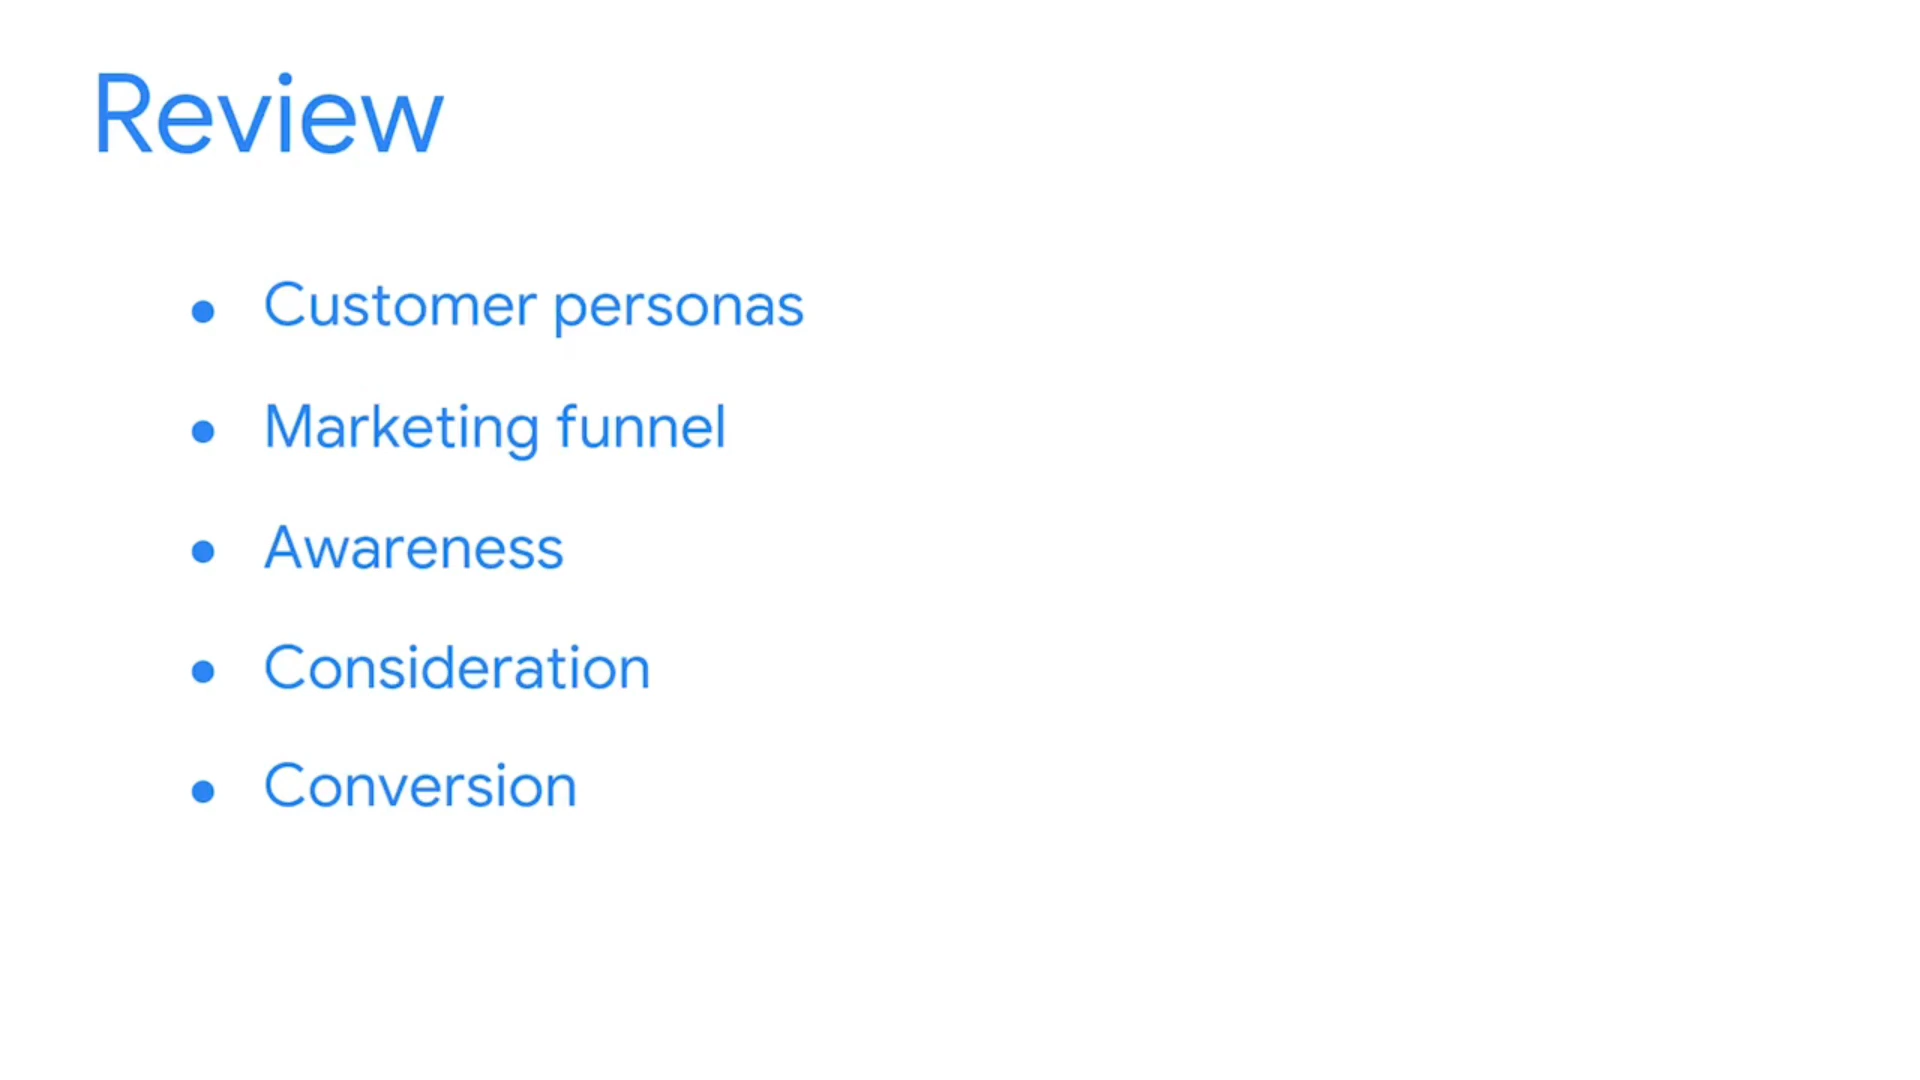 Review
● Customer personas
● Marketing funnel
● Awareness
● Consideration
● Conversion